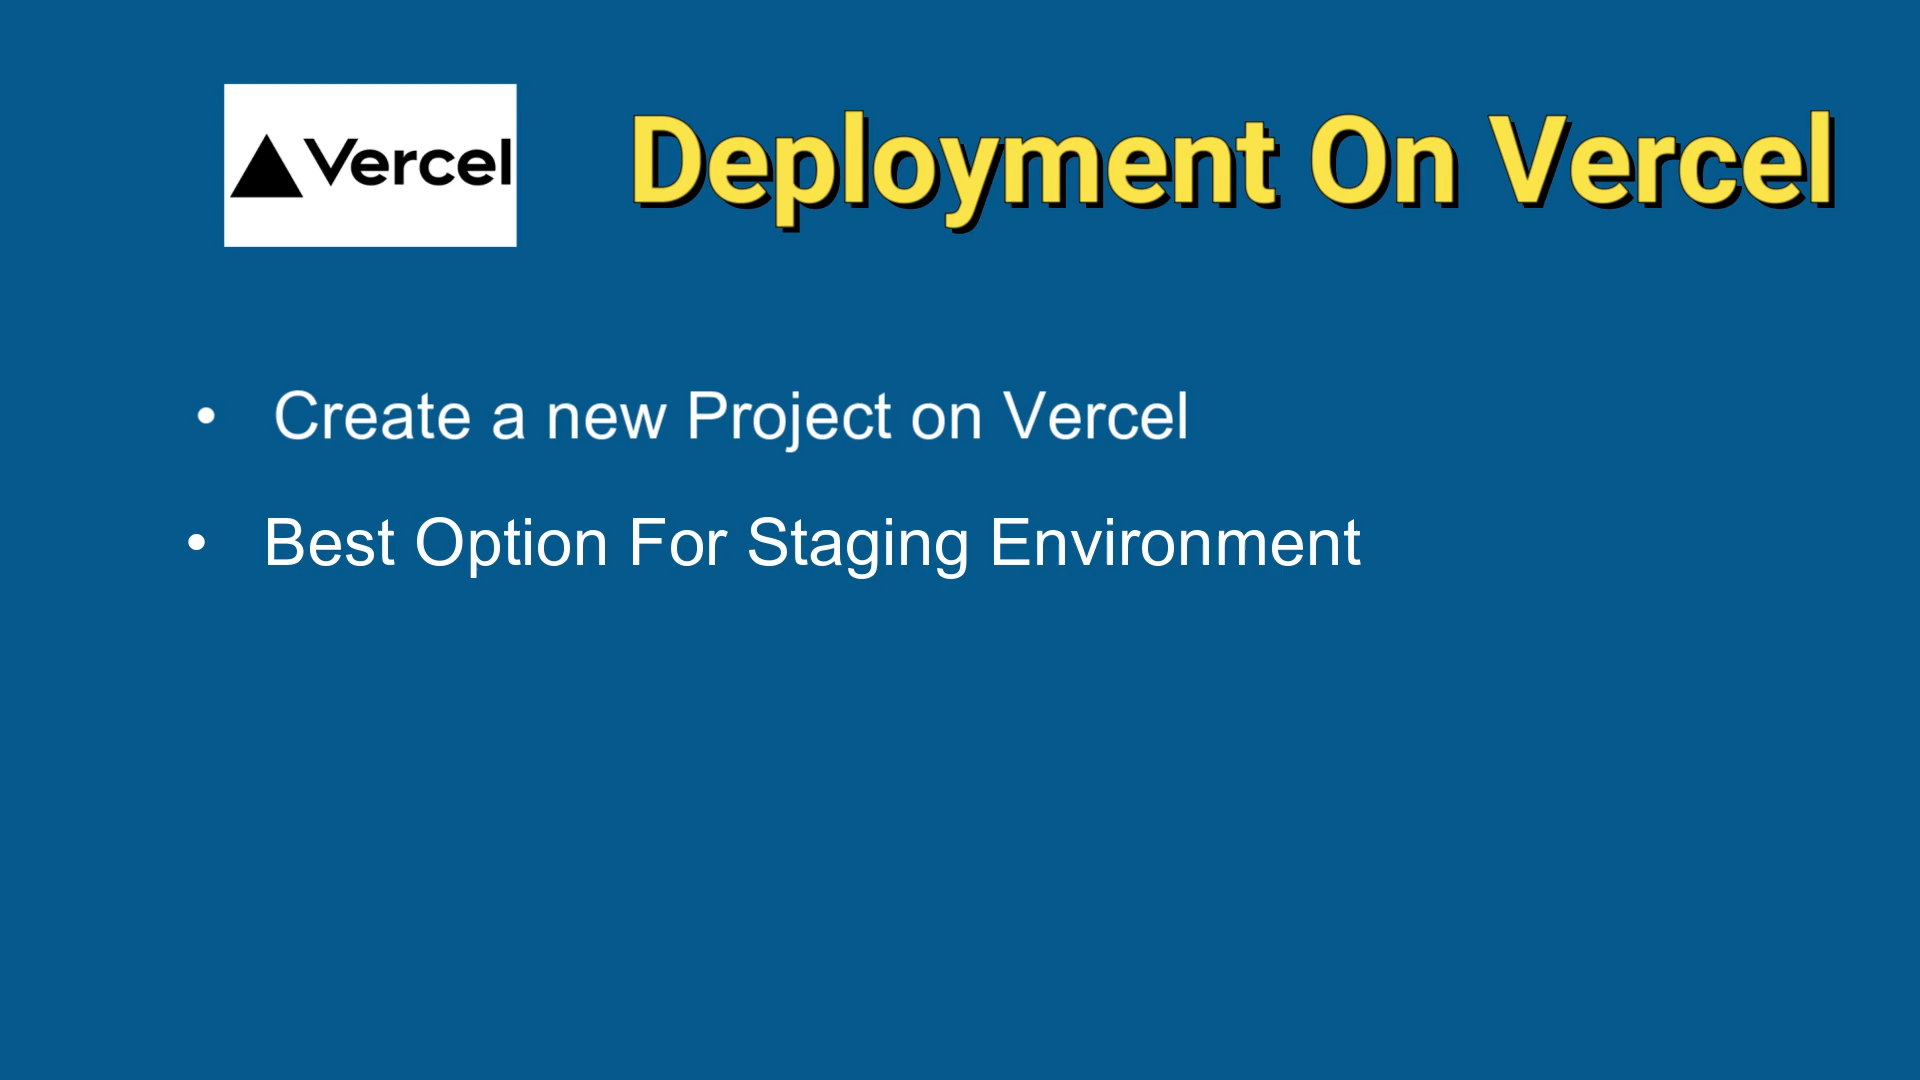 Vercel
Deployment On Vercel
• Create a new Project on Vercel
• Best Option For Staging Environment